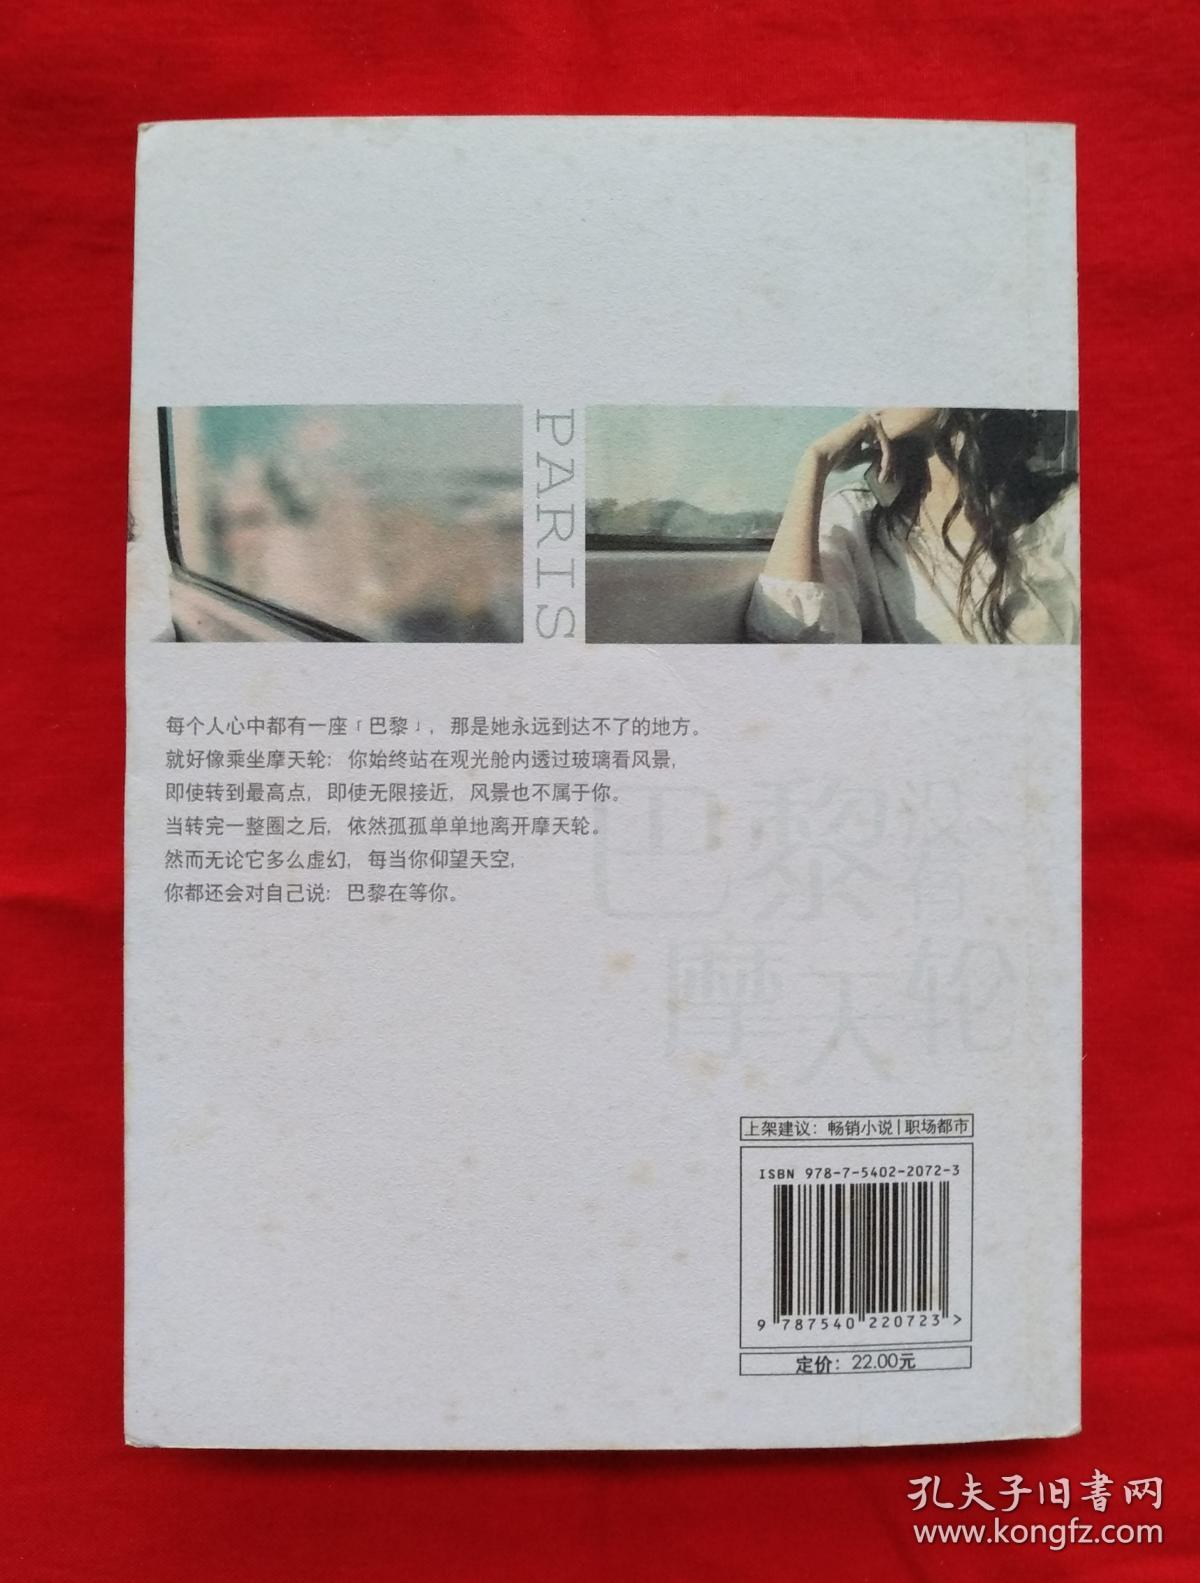 PARIS
每个人心中都有一座「巴黎」，那是她永远到达不了的地方。
就好像乘坐摩天轮：你始终站在观光舱内透过玻璃看风景，
即使转到最高点，即使无限接近，风景也不属于你。
当转完一整圈之后，依然孤孤单单地离开摩天轮。
然而无论它多么虚幻，每当你仰望天空，
你都还会对自己说：巴黎在等你。
巴黎
摩天轮
上架建议：畅销小说|职场都市
ISBN 978-7-5402-2072-3
9 787540 220723 >
定价：22.00元
孔夫子旧书网
www.kongfz.com